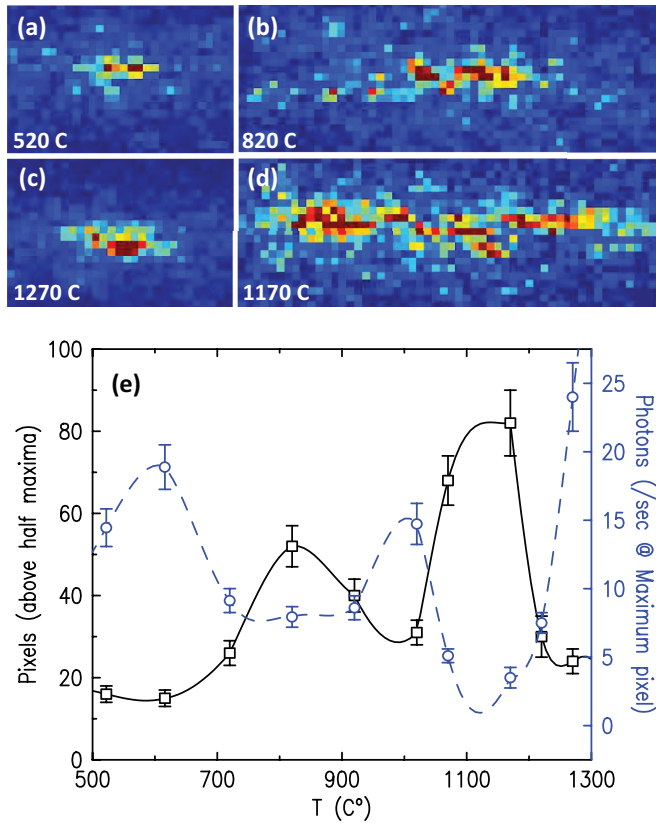 (a)
(b)
520 C
820 C
(c)
(d)
1270 C
1170 C
(e)
100
80
60
40
20
0
Pixels (above half maxima)
25
20
15
10
5
0
Photons (/sec @ Maximum pixel)
500
700
900
1100
1300
T (C°)